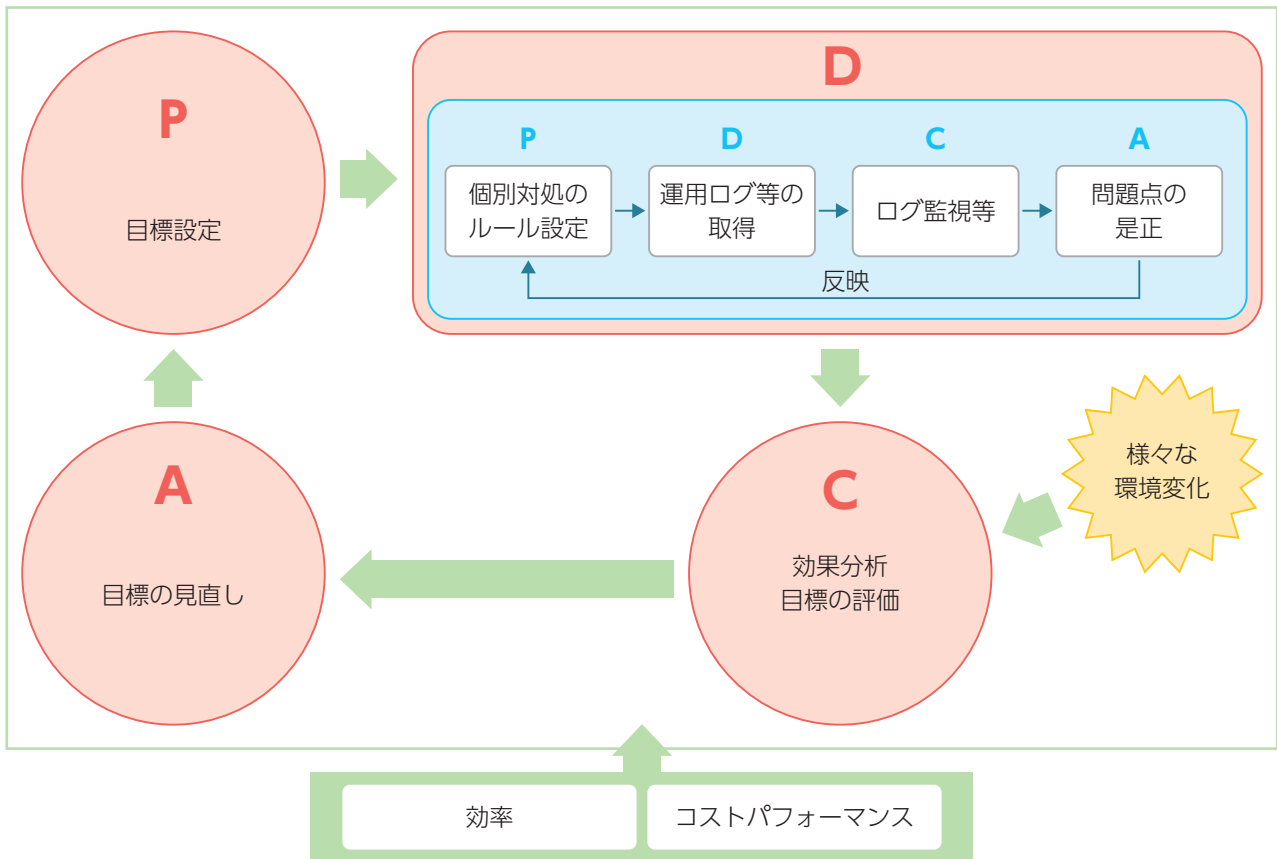 P
目標設定
D
P
個別対処の
ルール設定
D
運用ログ等の
取得
C
ログ監視等
A
問題点の
是正
反映
様々な
環境変化
C
効果分析
目標の評価
A
目標の見直し
効率
コストパフォーマンス